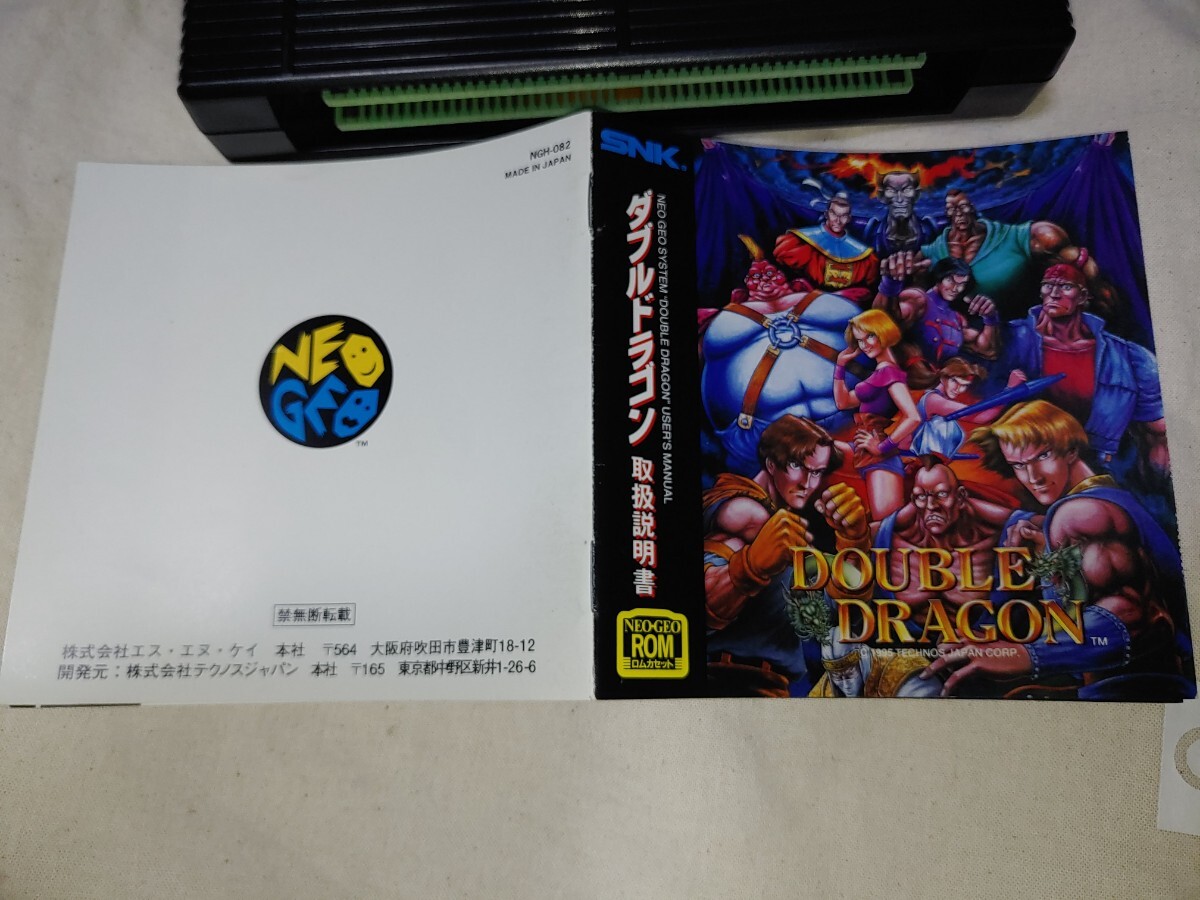 NGH-082
MADE IN JAPAN
NEO
GEO
TM
禁無断転載
株式会社エス・エヌ・ケイ 本社 〒564 大阪府吹田市豊津町18-12
開発元:株式会社テクノスジャパン 本社 〒165 東京都中野区新井1-26-6
SNK®
NEO GEO SYSTEM "DOUBLE DRAGON" USER'S MANUAL
ダブルドラゴン 取扱説明書
NEO·GEO
ROM
ロムカセット
DOUBLE
DRAGON TM
© 1995 TECHNOS JAPAN CORP.